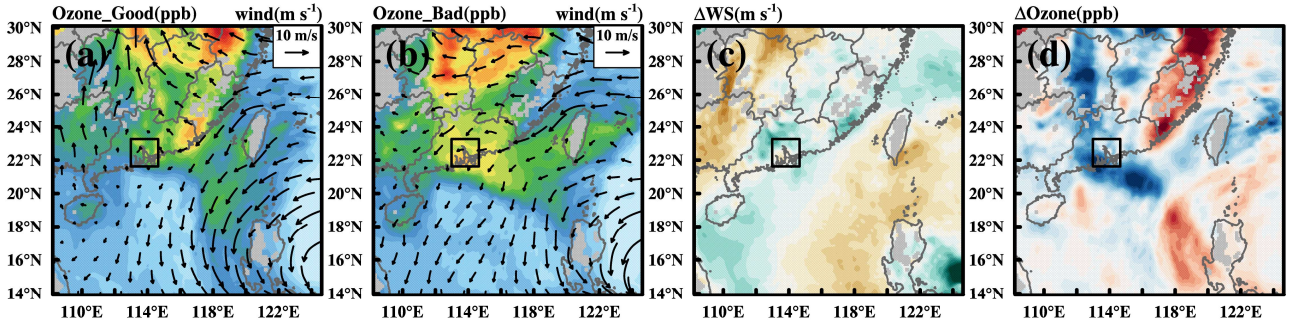 Ozone_Good(ppb) wind(m s⁻¹)
(a)
10 m/s
30°N
28°N
26°N
24°N
22°N
20°N
18°N
16°N
14°N
110°E 114°E 118°E 122°E
Ozone_Bad(ppb) wind(m s⁻¹)
(b)
10 m/s
30°N
28°N
26°N
24°N
22°N
20°N
18°N
16°N
14°N
110°E 114°E 118°E 122°E
ΔWS(m s⁻¹)
(c)
30°N
28°N
26°N
24°N
22°N
20°N
18°N
16°N
14°N
110°E 114°E 118°E 122°E
ΔOzone(ppb)
(d)
30°N
28°N
26°N
24°N
22°N
20°N
18°N
16°N
14°N
110°E 114°E 118°E 122°E